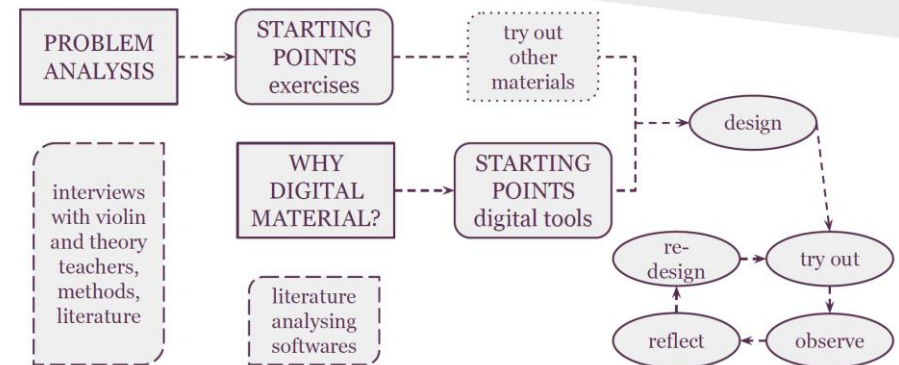 PROBLEM
ANALYSIS
STARTING
POINTS
exercises
try out
other
materials
design
interviews
with violin
and theory
teachers,
methods,
literature
WHY
DIGITAL
MATERIAL?
STARTING
POINTS
digital tools
literature
analysing
softwares
re-
design
try out
reflect
observe